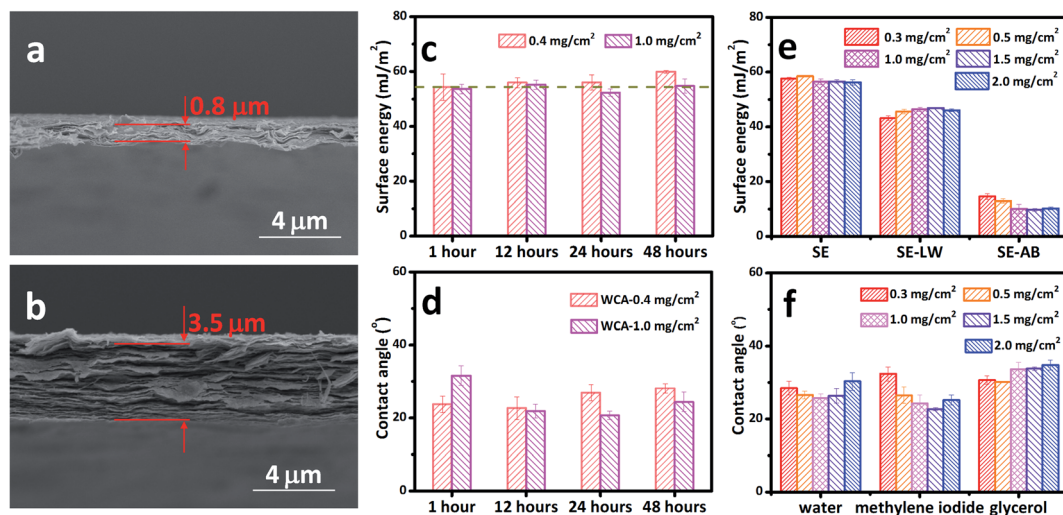 a
0.8 μm
4 μm
b
3.5 μm
4 μm
c
0.4 mg/cm² 1.0 mg/cm²
Surface energy (mJ/m²)
80
60
40
20
0
1 hour 12 hours 24 hours 48 hours
d
WCA-0.4 mg/cm²
WCA-1.0 mg/cm²
Contact angle (°)
60
40
20
0
1 hour 12 hours 24 hours 48 hours
e
0.3 mg/cm² 0.5 mg/cm²
1.0 mg/cm² 1.5 mg/cm²
2.0 mg/cm²
Surface energy (mJ/m²)
80
60
40
20
0
SE SE-LW SE-AB
f
0.3 mg/cm² 0.5 mg/cm²
1.0 mg/cm² 1.5 mg/cm²
2.0 mg/cm²
Contact angle (°)
60
40
20
0
water methylene iodide glycerol